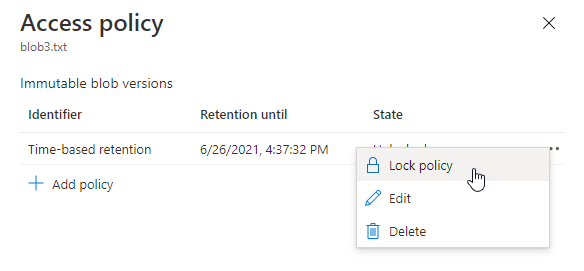 Access policy
blob3.txt
Immutable blob versions
Identifier Retention until State
Time-based retention 6/26/2021, 4:37:32 PM
Lock policy
+ Add policy
Edit
Delete